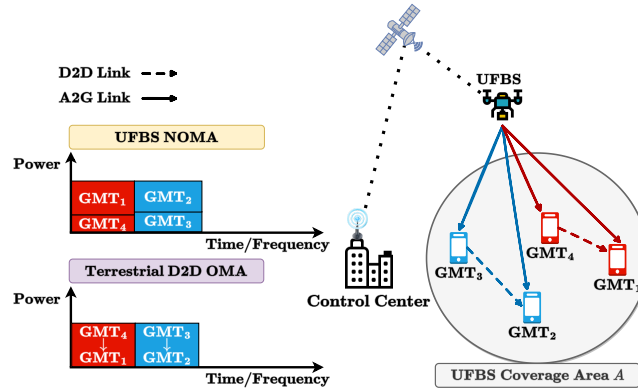 D2D Link
A2G Link
UFBS
UFBS NOMA
Power
GMT₁
GMT₂
GMT₄
GMT₃
Time/Frequency
Terrestrial D2D OMA
Power
GMT₄
↓
GMT₁
GMT₃
↓
GMT₂
Time/Frequency
Control Center
GMT₃
GMT₄
GMT₁
GMT₂
UFBS Coverage Area A